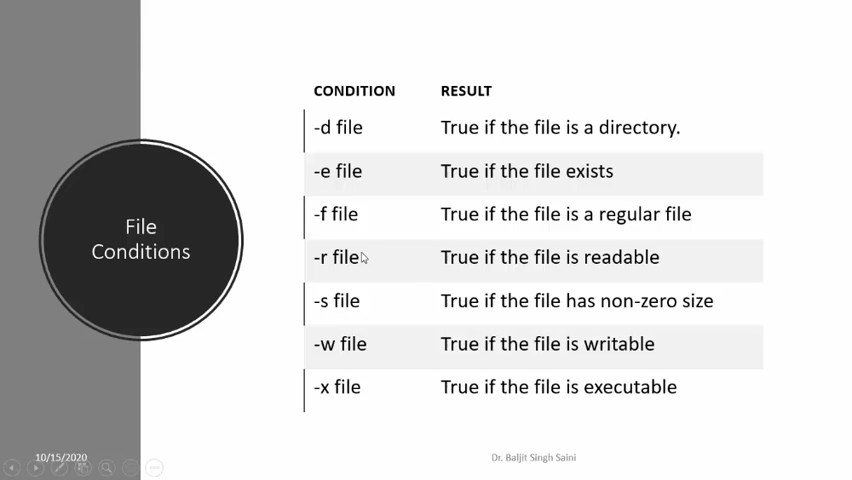 File
Conditions
CONDITION RESULT
-d file True if the file is a directory.
-e file True if the file exists
-f file True if the file is a regular file
-r file True if the file is readable
-s file True if the file has non-zero size
-w file True if the file is writable
-x file True if the file is executable
10/15/2020 Dr. Baljit Singh Saini